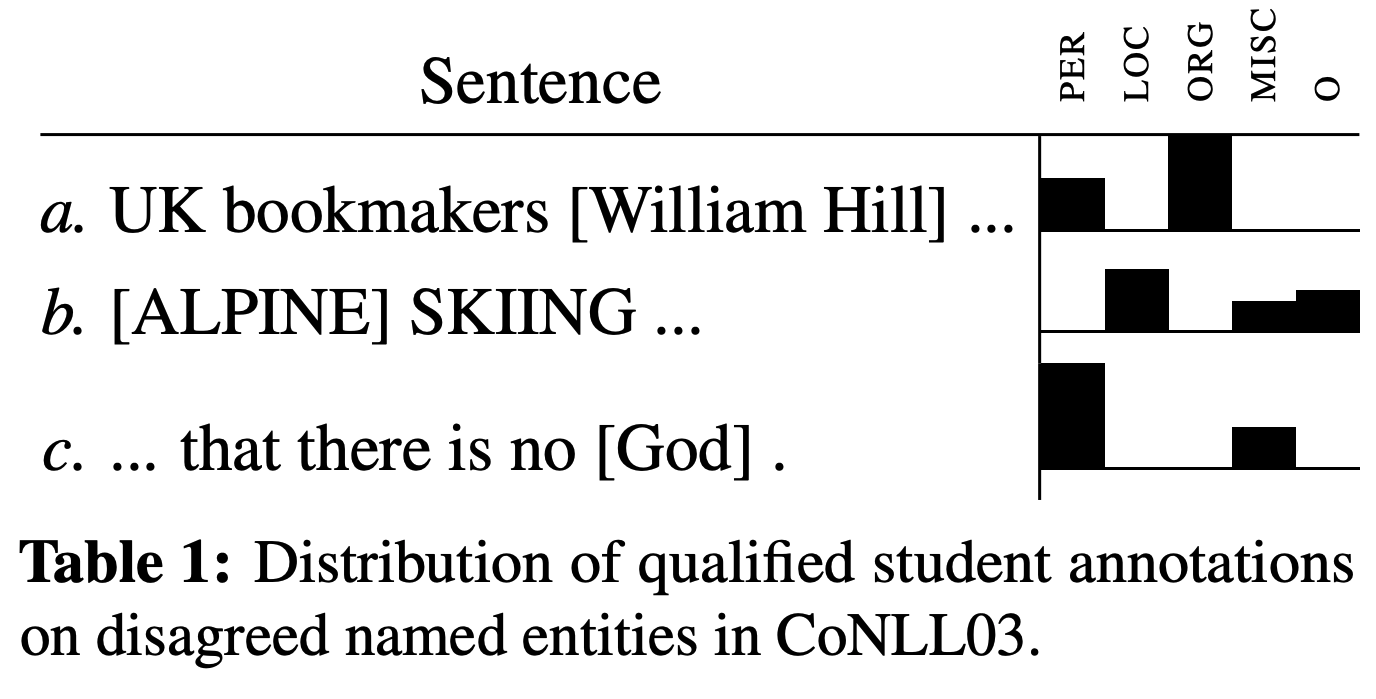 Sentence PER LOC ORG MISC O
a. UK bookmakers [William Hill] ...
b. [ALPINE] SKIING ...
c. ... that there is no [God] .
Table 1: Distribution of qualified student annotations
on disagreed named entities in CoNLL03.